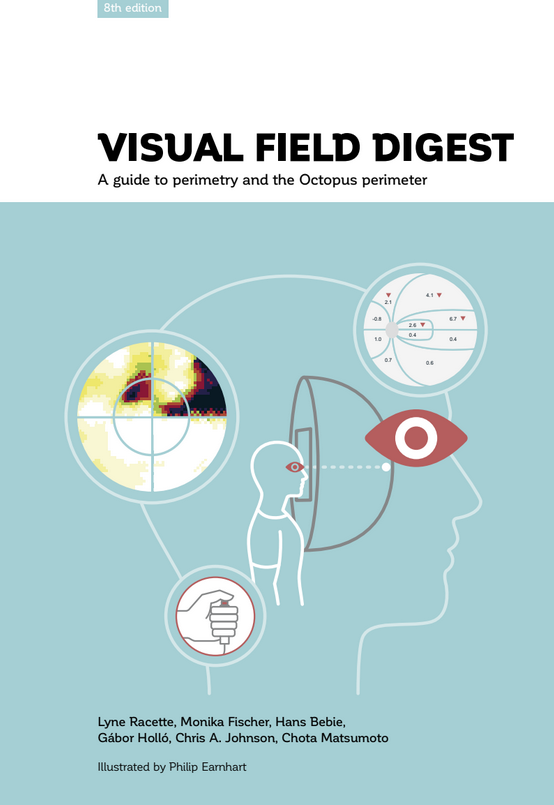 8th edition
VISUAL FIELD DIGEST
A guide to perimetry and the Octopus perimeter
2.1
4.1
-0.8
2.6
6.7
1.0
0.4
0.4
0.7
0.6
Lyne Racette, Monika Fischer, Hans Bebie,
Gábor Holló, Chris A. Johnson, Chota Matsumoto
Illustrated by Philip Earnhart